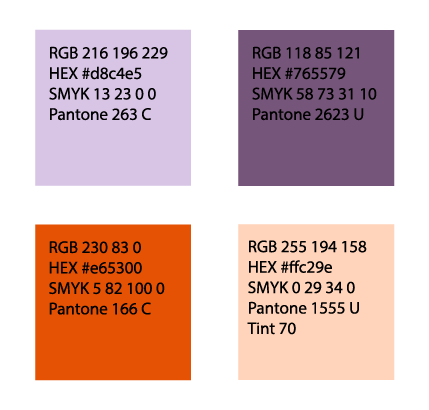 RGB 216 196 229
HEX #d8c4e5
SMYK 13 23 0 0
Pantone 263 C
RGB 118 85 121
HEX #765579
SMYK 58 73 31 10
Pantone 2623 U
RGB 230 83 0
HEX #e65300
SMYK 5 82 100 0
Pantone 166 C
RGB 255 194 158
HEX #ffc29e
SMYK 0 29 34 0
Pantone 1555 U
Tint 70